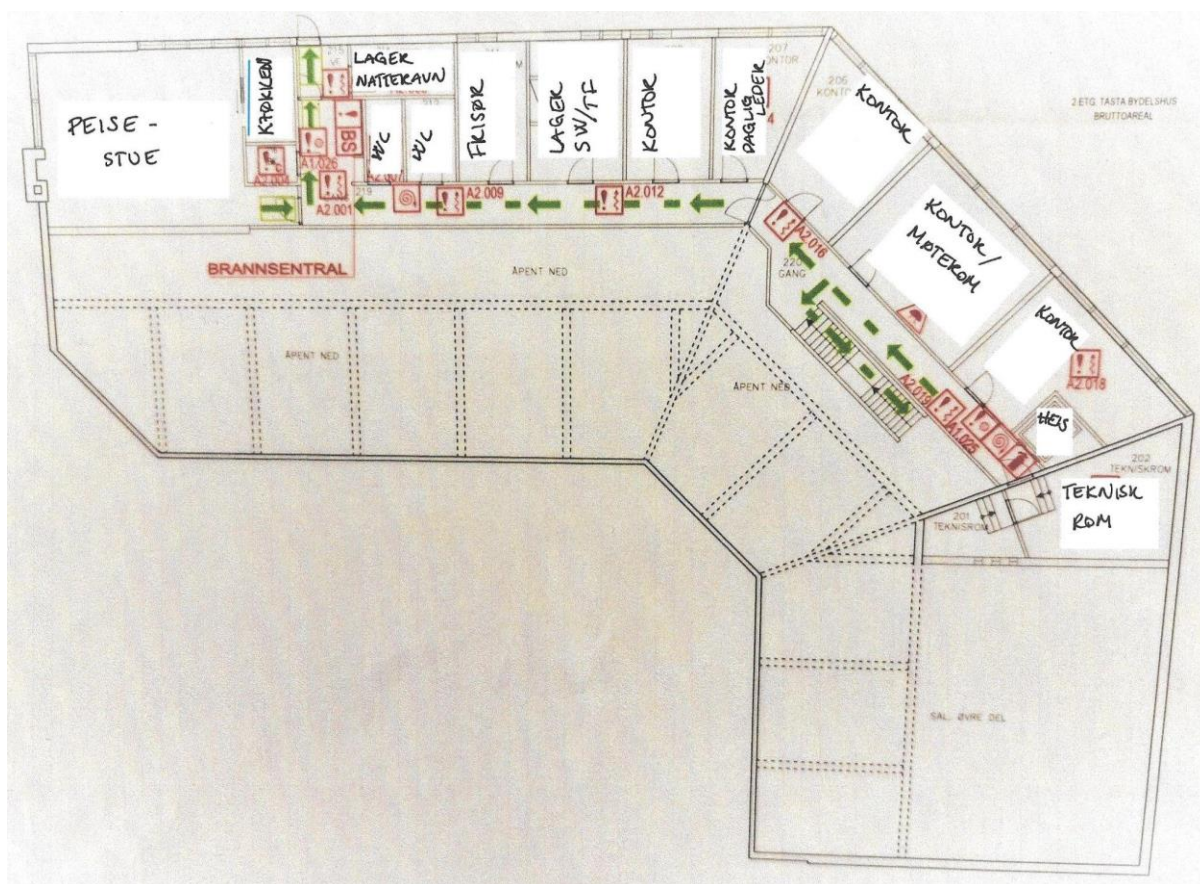 LAGER
NATTERAVN
KJØKKEN
PEISE-
STUE
WC
WC
FRISØR
LAGER
SW/TF
KONTOR
KONTOR
DAGLIG
LEDER
207
206
KONTOR
2.ETG. TASTA BYDELSHUS
BRUTTOAREAL
BS
A1.026
A2.001
219
A2.009
A2.012
A2.016
BRANNSENTRAL
ÅPENT NED
220
GANG
KONTOR/
MØTEROM
KONTOR
A2.018
ÅPENT NED
ÅPENT NED
A2.019
A1.025
HEIS
202
TEKNISKROM
TEKNISK
ROM
201
TEKNISROM
SAL, ØVRE DEL